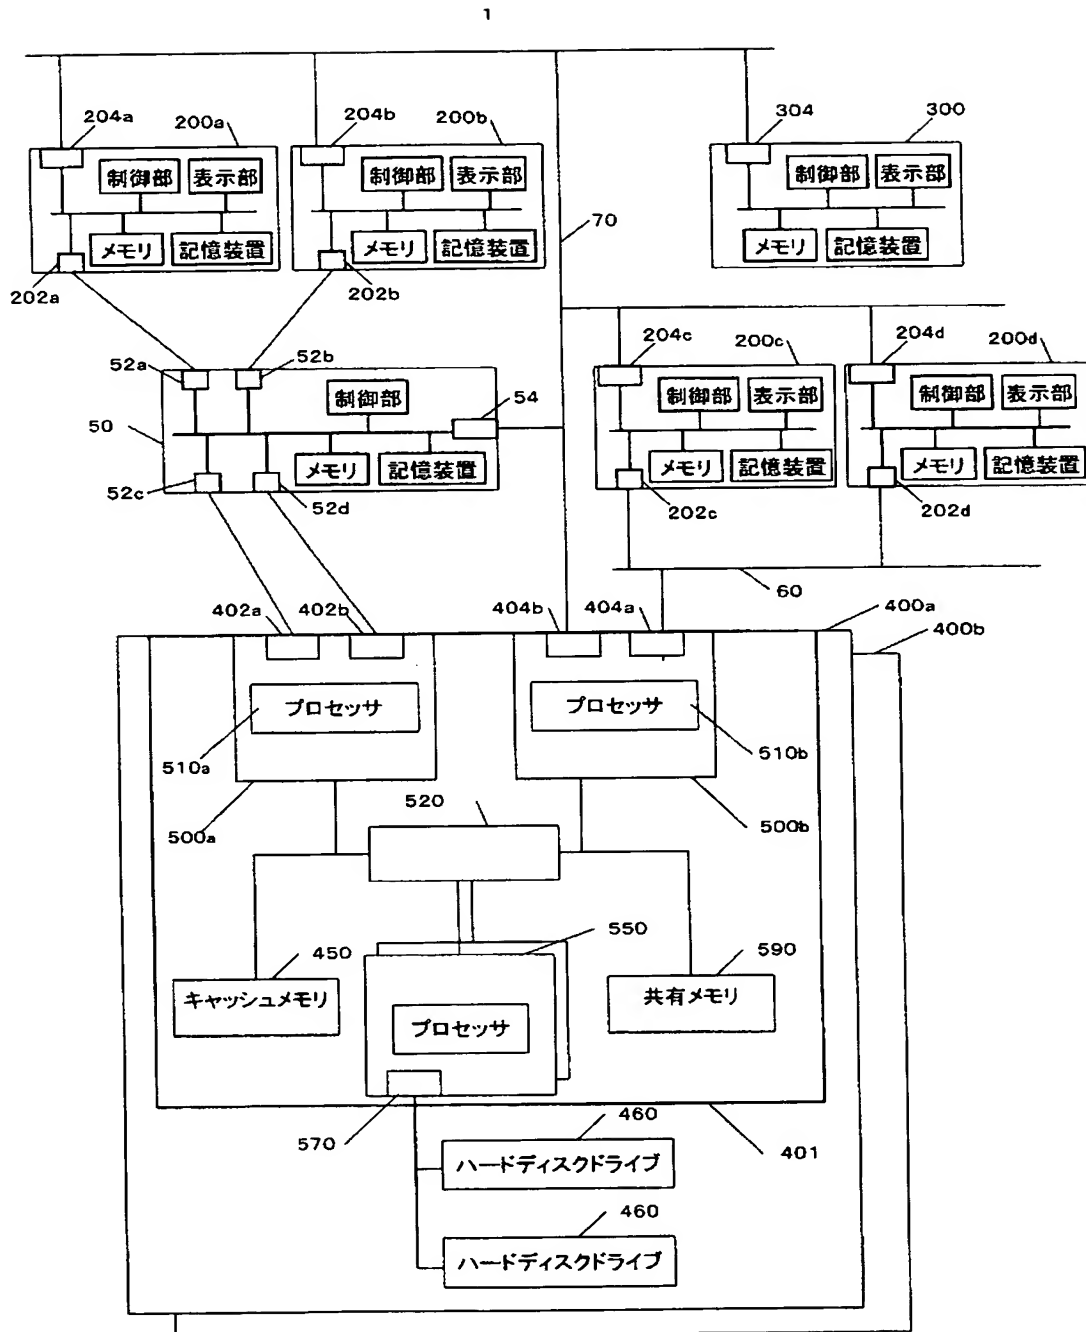 1
204a
200a
204b
200b
304
300
制御部
表示部
制御部
表示部
制御部
表示部
メモリ
記憶装置
メモリ
記憶装置
メモリ
記憶装置
70
202a
202b
52a
52b
204c
200c
204d
200d
制御部
54
制御部
表示部
制御部
表示部
50
メモリ
記憶装置
メモリ
記憶装置
メモリ
記憶装置
52c
52d
202c
202d
60
402a
402b
404b
404a
400a
400b
プロセッサ
プロセッサ
510a
510b
520
500a
500b
550
450
590
キャッシュメモリ
共有メモリ
プロセッサ
570
460
401
ハードディスクドライブ
460
ハードディスクドライブ